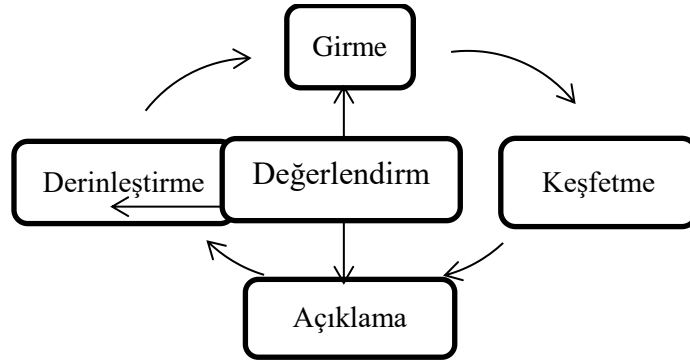 Girme
Derinleştirme
Değerlendirm
Keşfetme
Açıklama